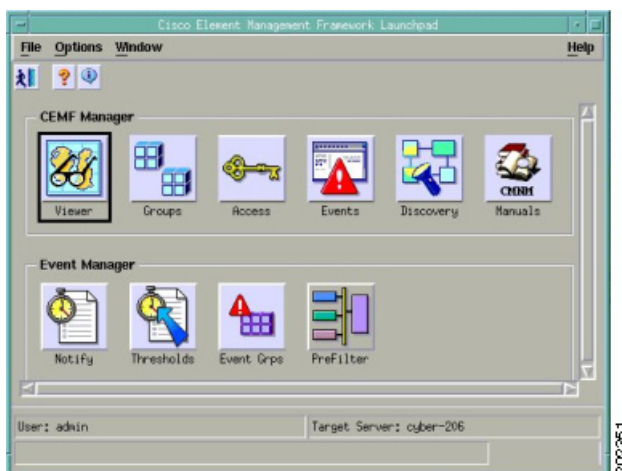 Cisco Element Management Framework Launchpad
File Options Window Help
CEMF Manager
CMNM
Viewer Groups Access Events Discovery Manuals
Event Manager
Notify Thresholds Event Grps PreFilter
User: admin Target Server: cyber-206